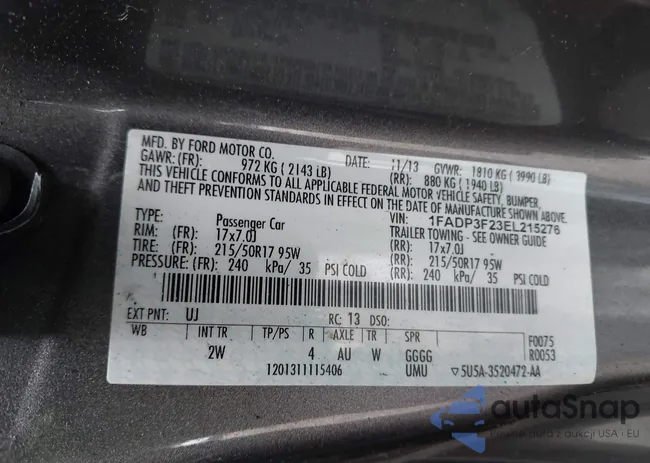 MFD. BY FORD MOTOR CO. DATE: 11/13 GVWR: 1810 KG ( 3990 LB)
GAWR: (FR): 972 KG ( 2143 LB) (RR): 880 KG ( 1940 LB)
THIS VEHICLE CONFORMS TO ALL APPLICABLE FEDERAL MOTOR VEHICLE SAFETY, BUMPER,
AND THEFT PREVENTION STANDARDS IN EFFECT ON THE DATE OF MANUFACTURE SHOWN ABOVE.
VIN: 1FADP3F23EL215276
TYPE: Passenger Car TRAILER TOWING - SEE OWNER GUIDE
RIM: (FR): 17x7.0J (RR): 17x7.0J
TIRE: (FR): 215/50R17 95W (RR): 215/50R17 95W
PRESSURE: (FR): 240 kPa/ 35 PSI COLD (RR): 240 kPa/ 35 PSI COLD
EXT PNT: UJ RC: 13 DSO:
WB INT TR TP/PS R AXLE TR SPR F0075
2W 4 AU W GGGG R0053
1201311115406 UMU ▽5U5A-3520472-AA
autoSnap
Pewne auta z aukcji USA i EU